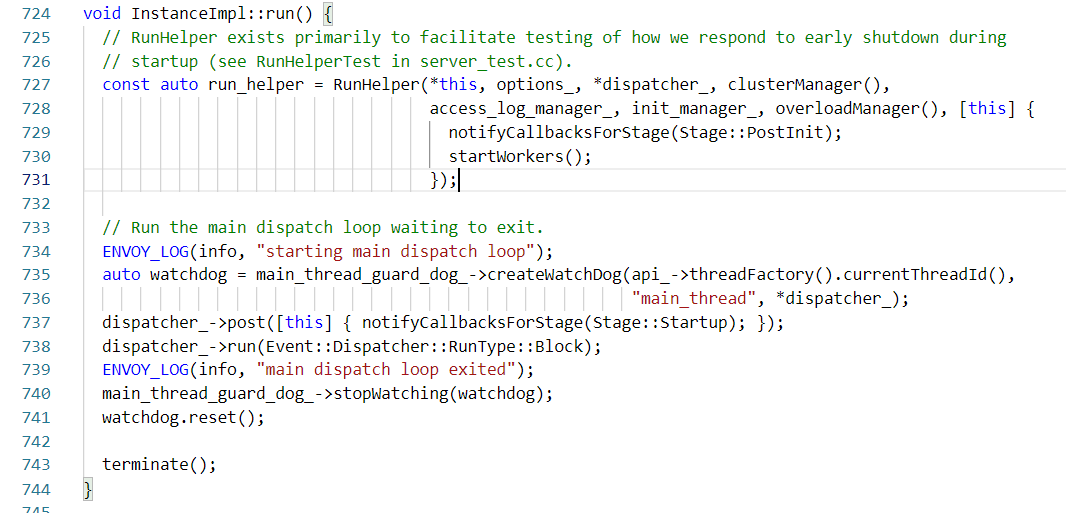 724 void InstanceImpl::run() {
725 // RunHelper exists primarily to facilitate testing of how we respond to early shutdown during
726 // startup (see RunHelperTest in server_test.cc).
727 const auto run_helper = RunHelper(*this, options_, *dispatcher_, clusterManager(),
728 access_log_manager_, init_manager_, overloadManager(), [this] {
729 notifyCallbacksForStage(Stage::PostInit);
730 startWorkers();
731 });
732
733 // Run the main dispatch loop waiting to exit.
734 ENVOY_LOG(info, "starting main dispatch loop");
735 auto watchdog = main_thread_guard_dog_->createWatchDog(api_->threadFactory().currentThreadId(),
736 "main_thread", *dispatcher_);
737 dispatcher_->post([this] { notifyCallbacksForStage(Stage::Startup); });
738 dispatcher_->run(Event::Dispatcher::RunType::Block);
739 ENVOY_LOG(info, "main dispatch loop exited");
740 main_thread_guard_dog_->stopWatching(watchdog);
741 watchdog.reset();
742
743 terminate();
744 }
745